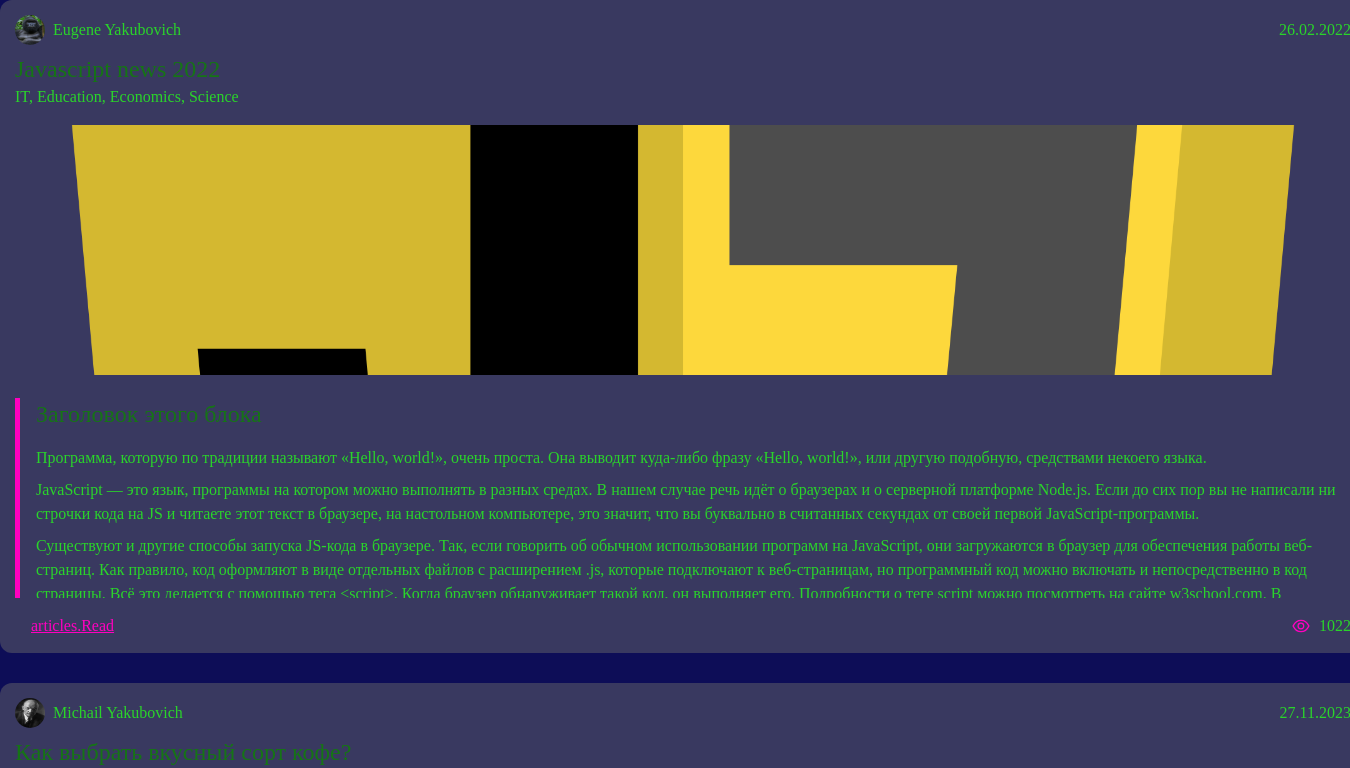 Eugene Yakubovich
26.02.2022
Javascript news 2022
IT, Education, Economics, Science
Заголовок этого блока
Программа, которую по традиции называют «Hello, world!», очень проста. Она выводит куда-либо фразу «Hello, world!», или другую подобную, средствами некоего языка.
JavaScript — это язык, программы на котором можно выполнять в разных средах. В нашем случае речь идёт о браузерах и о серверной платформе Node.js. Если до сих пор вы не написали ни
строчки кода на JS и читаете этот текст в браузере, на настольном компьютере, это значит, что вы буквально в считанных секундах от своей первой JavaScript-программы.
Существуют и другие способы запуска JS-кода в браузере. Так, если говорить об обычном использовании программ на JavaScript, они загружаются в браузер для обеспечения работы веб-
страниц. Как правило, код оформляют в виде отдельных файлов с расширением .js, которые подключают к веб-страницам, но программный код можно включать и непосредственно в код
страницы. Всё это делается с помощью тега <script>. Когда браузер обнаруживает такой код, он выполняет его. Подробности о теге script можно посмотреть на сайте w3school.com. В
articles.Read
1022
Michail Yakubovich
27.11.2023
Как выбрать вкусный сорт кофе?